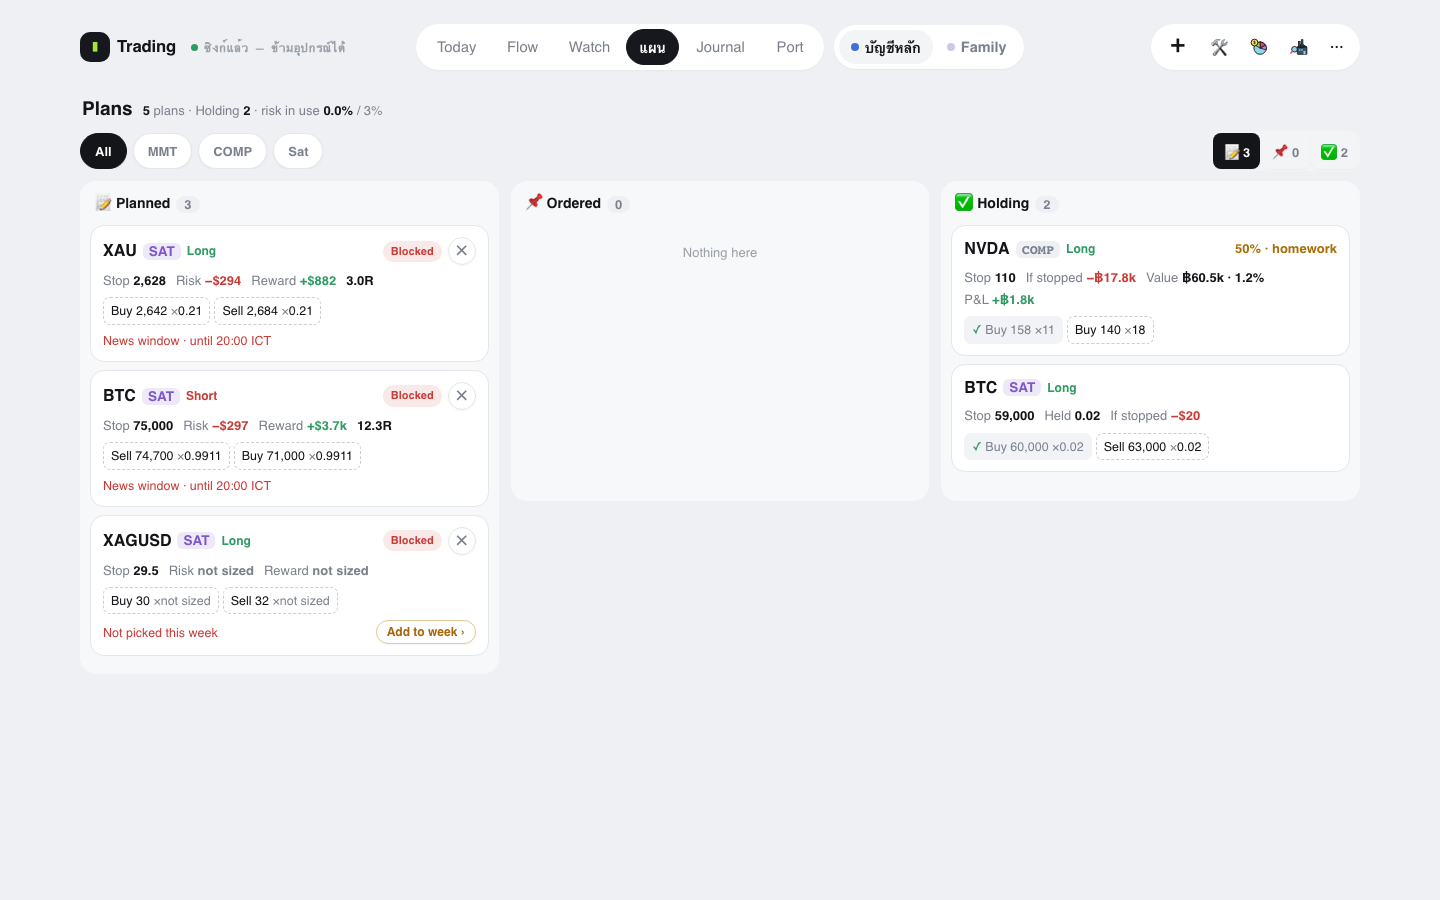 Trading
ซิงก์แล้ว — ข้ามอุปกรณ์ได้
Today Flow Watch แผน Journal Port
บัญชีหลัก Family
Plans 5 plans · Holding 2 · risk in use 0.0% / 3%
All MMT COMP Sat
3 0 2
Planned 3
XAU SAT Long Blocked
Stop 2,628 Risk −$294 Reward +$882 3.0R
Buy 2,642 ×0.21 Sell 2,684 ×0.21
News window · until 20:00 ICT
BTC SAT Short Blocked
Stop 75,000 Risk −$297 Reward +$3.7k 12.3R
Sell 74,700 ×0.9911 Buy 71,000 ×0.9911
News window · until 20:00 ICT
XAGUSD SAT Long Blocked
Stop 29.5 Risk not sized Reward not sized
Buy 30 ×not sized Sell 32 ×not sized
Not picked this week Add to week ›
Ordered 0
Nothing here
Holding 2
NVDA COMP Long 50% · homework
Stop 110 If stopped −฿17.8k Value ฿60.5k · 1.2%
P&L +฿1.8k
✓ Buy 158 ×11 Buy 140 ×18
BTC SAT Long
Stop 59,000 Held 0.02 If stopped −$20
✓ Buy 60,000 ×0.02 Sell 63,000 ×0.02